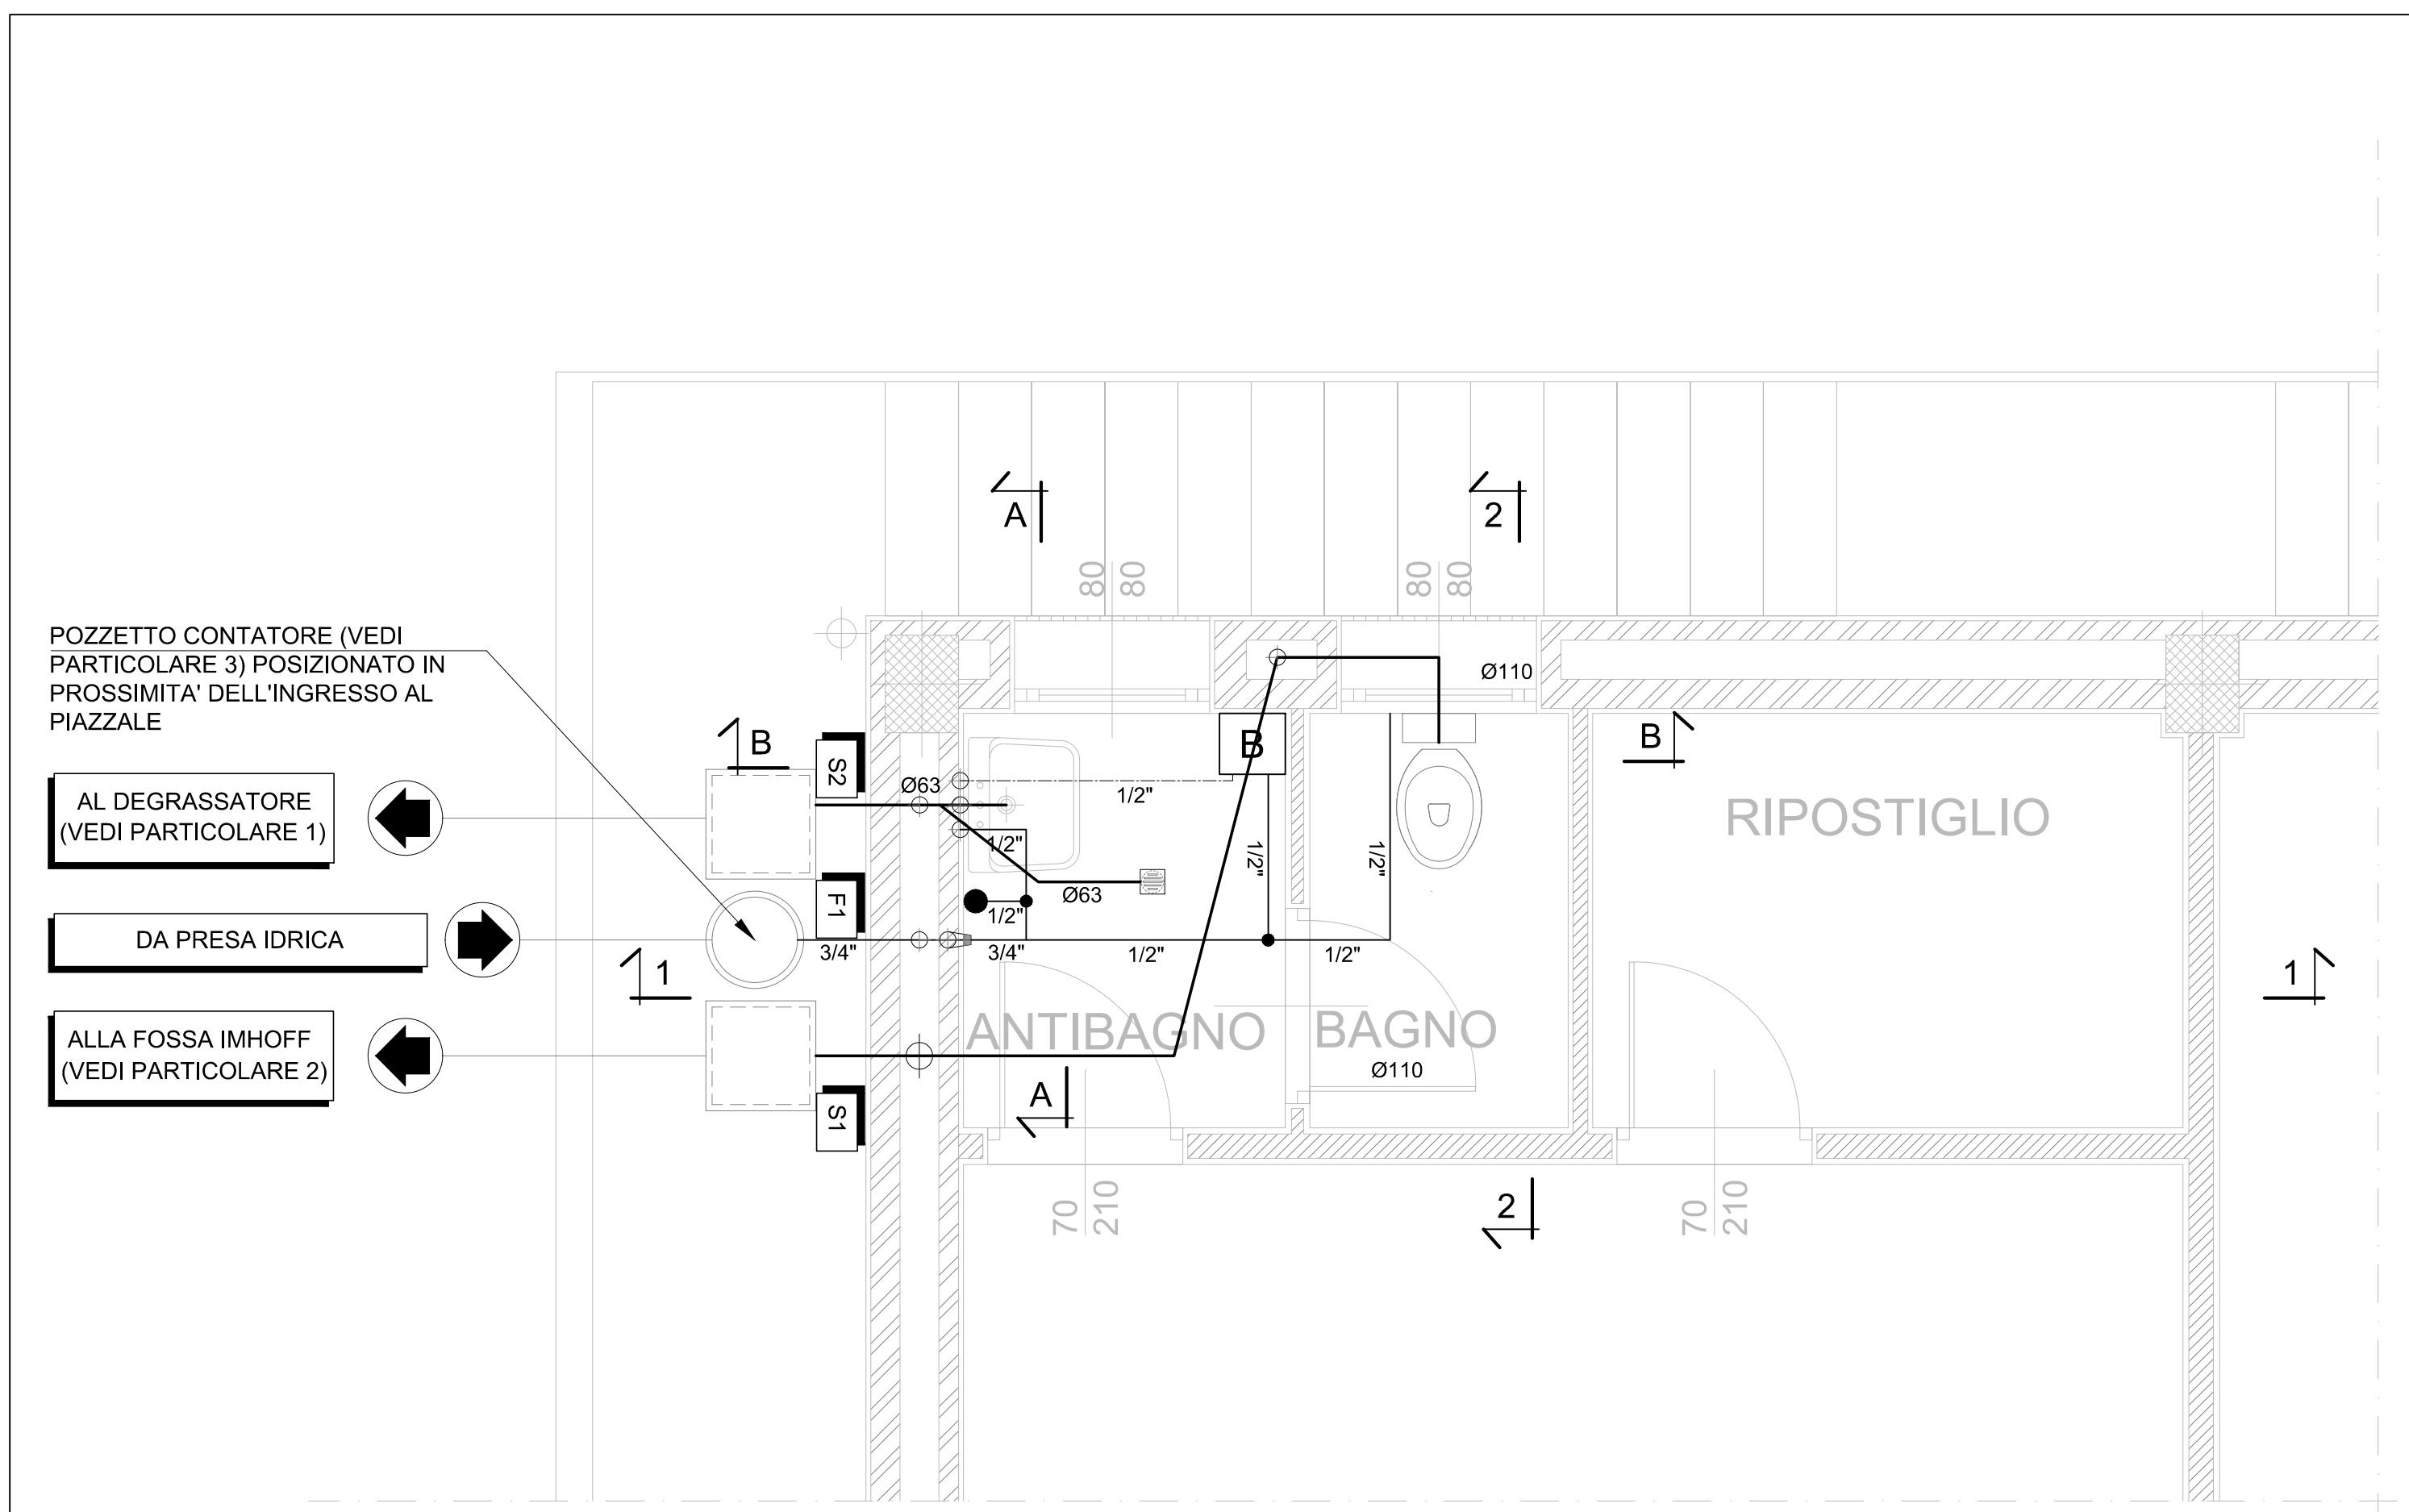 A
2
80
80
80
80
POZZETTO CONTATORE (VEDI
PARTICOLARE 3) POSIZIONATO IN
PROSSIMITA' DELL'INGRESSO AL
PIAZZALE
Ø110
B
S2
B
B
AL DEGRASSATORE
(VEDI PARTICOLARE 1)
Ø63
1/2"
RIPOSTIGLIO
1/2"
1/2"
1/2"
F1
Ø63
1/2"
DA PRESA IDRICA
3/4"
3/4"
1/2"
1/2"
1
1
ALLA FOSSA IMHOFF
(VEDI PARTICOLARE 2)
ANTIBAGNO
BAGNO
Ø110
S1
A
2
70
210
70
210